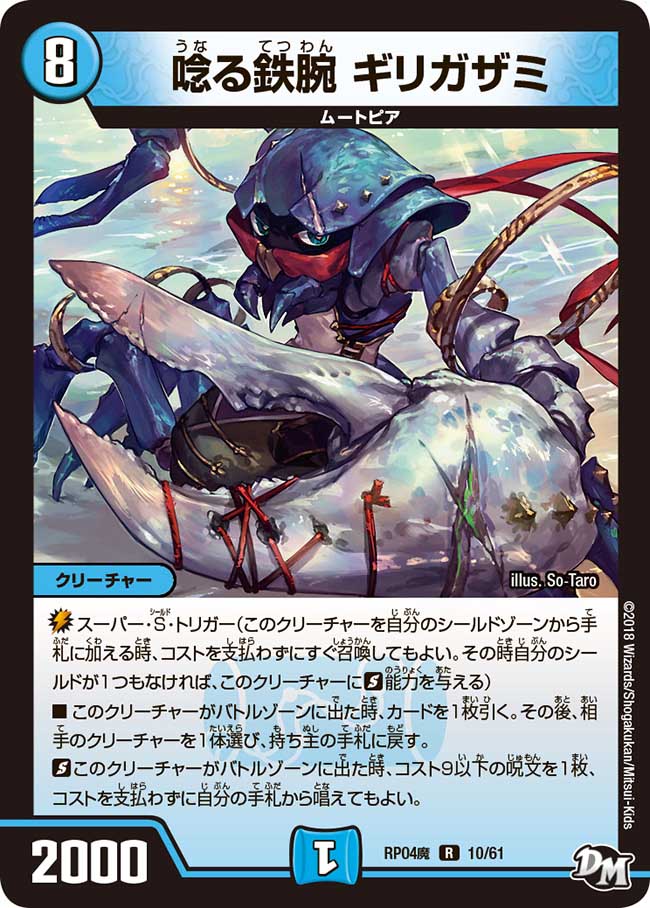 8
唸る鉄腕 ギリガザミ
ムートピア
クリーチャー
illus. So-Taro
スーパー・S・トリガー(このクリーチャーを自分のシールドゾーンから手
札に加える時、コストを支払わずにすぐ召喚してもよい。その時自分のシー
ルドが1つもなければ、このクリーチャーにS能力を与える)
■このクリーチャーがバトルゾーンに出た時、カードを1枚引く。その後、相
手のクリーチャーを1体選び、持ち主の手札に戻す。
Sこのクリーチャーがバトルゾーンに出た時、コスト9以下の呪文を1枚、
コストを支払わずに自分の手札から唱えてもよい。
©2018 Wizards/Shogakukan/Mitsui-Kids
2000
1
RP04魔 R 10/61
DM